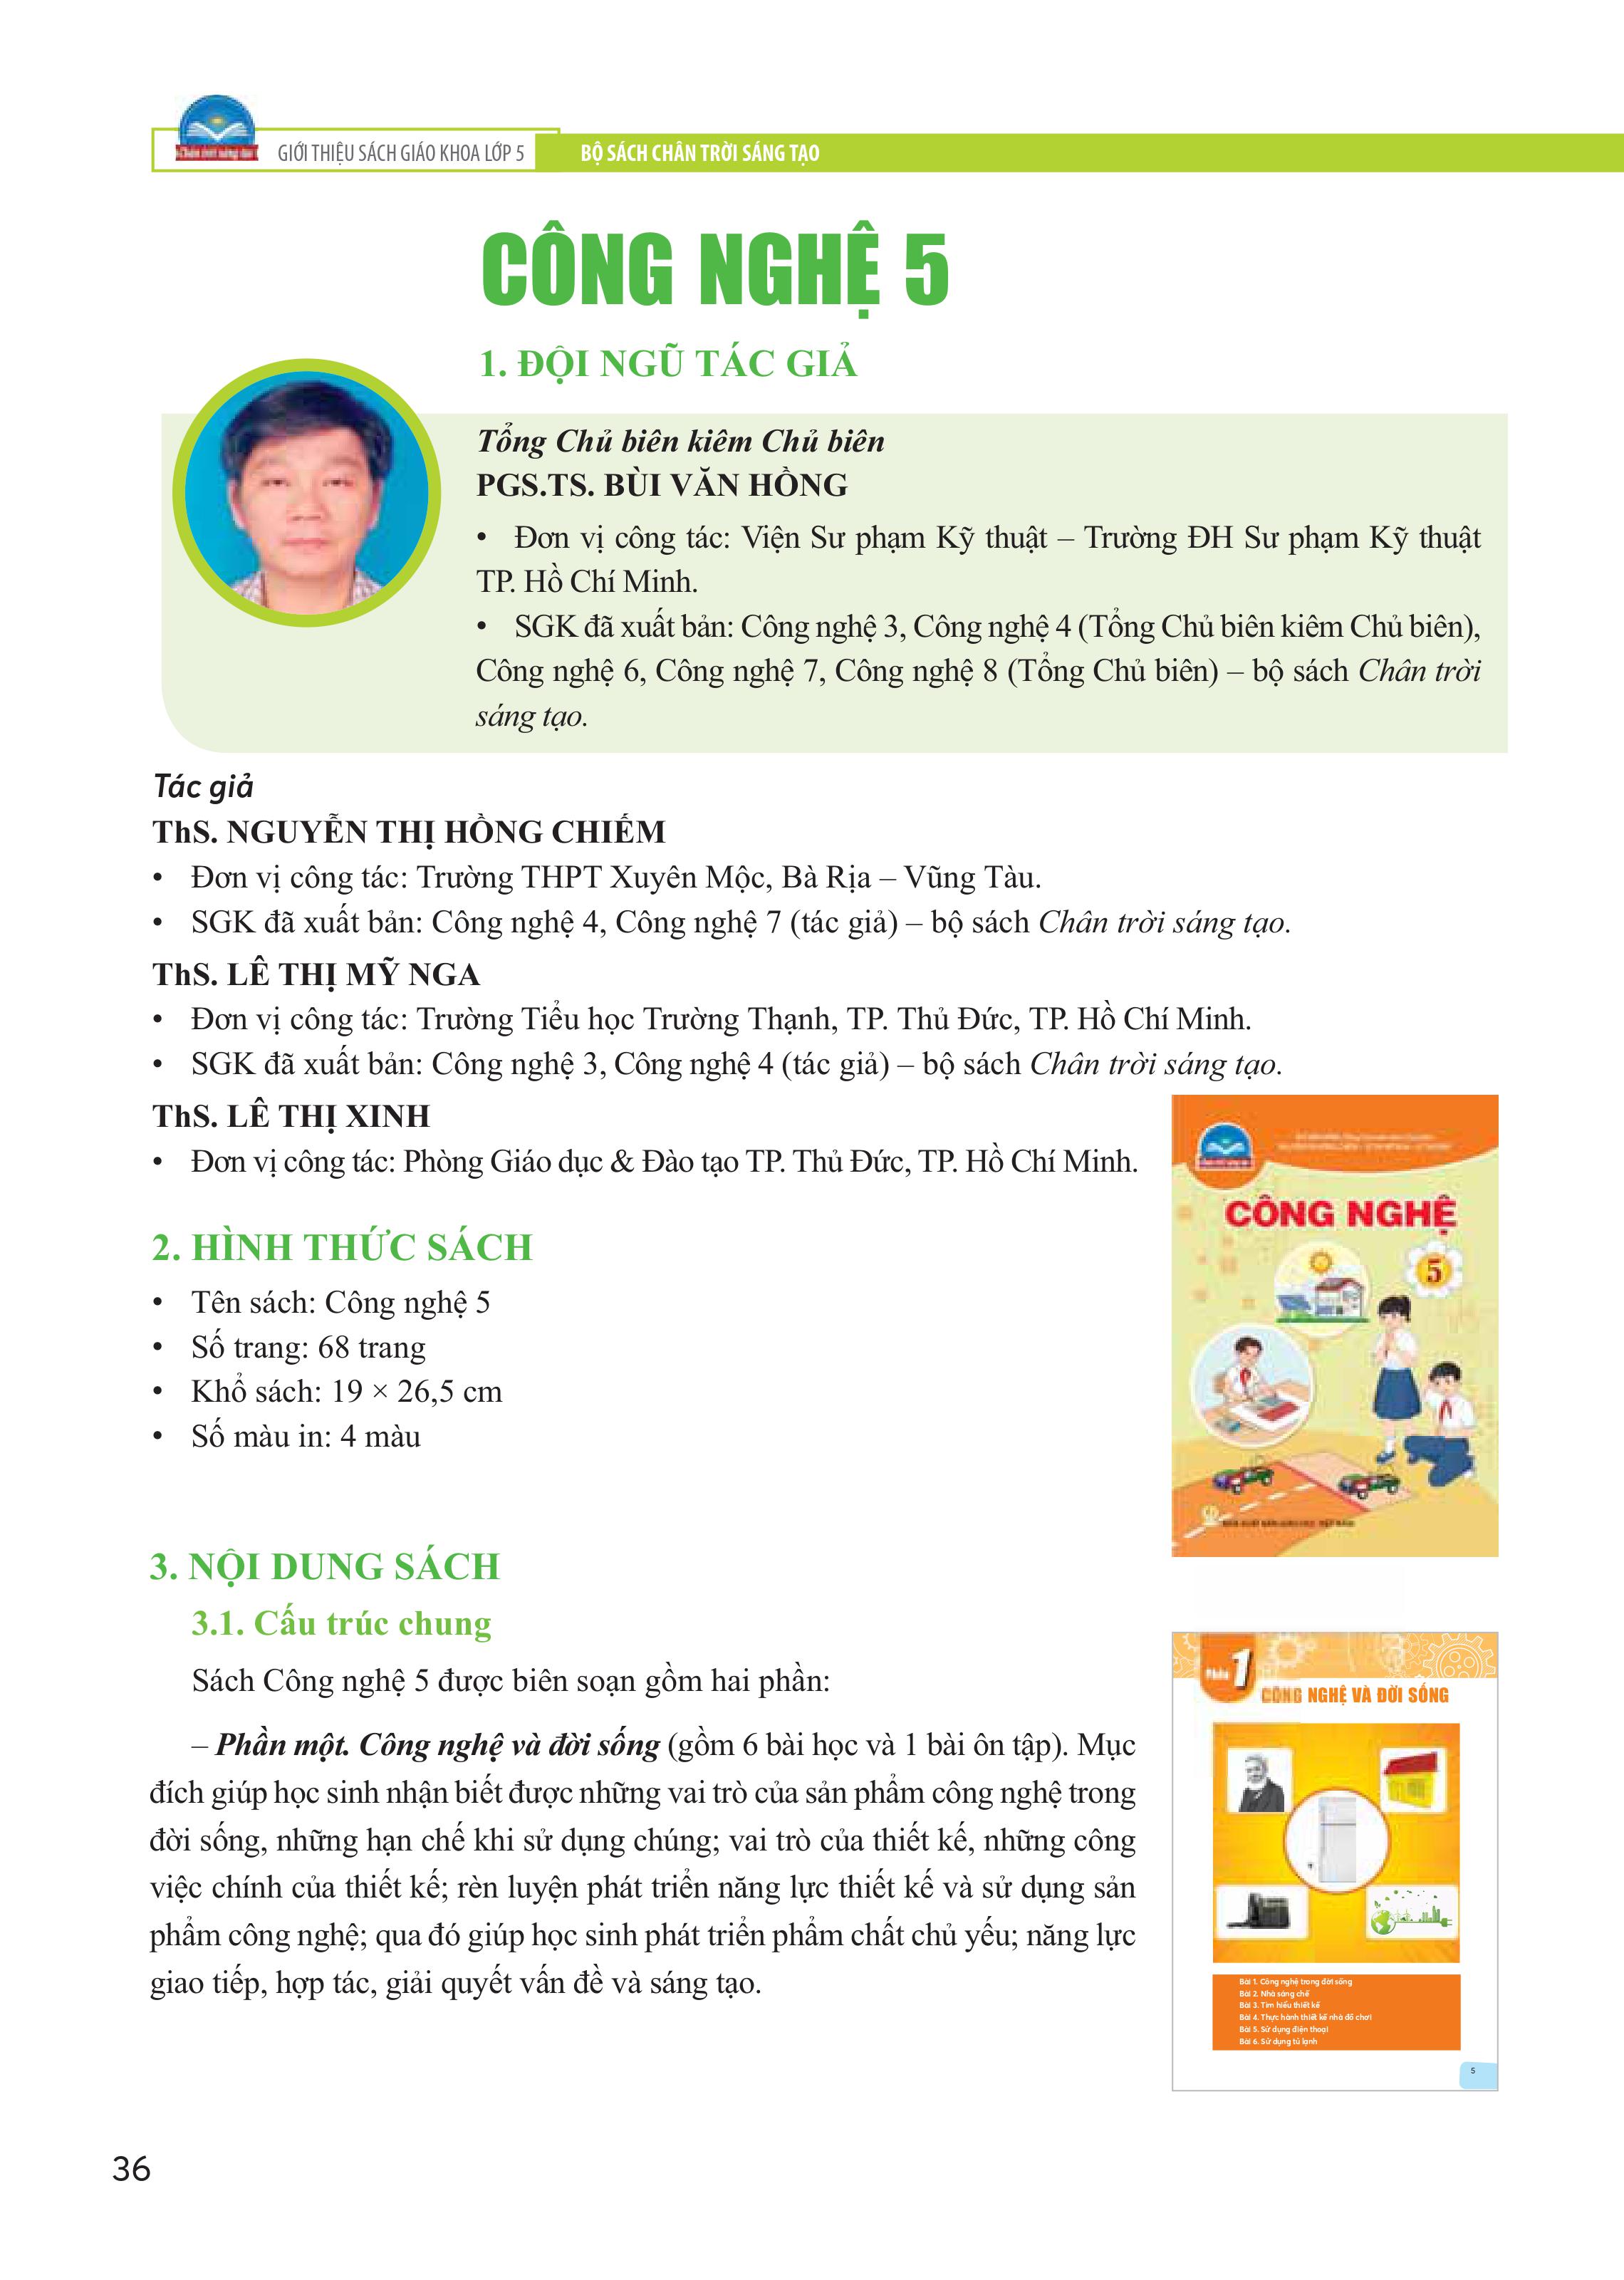 GIỚI THIỆU SÁCH GIÁO KHOA LỚP 5
BỘ SÁCH CHÂN TRỜI SÁNG TẠO
CÔNG NGHỆ 5
1. ĐỘI NGŨ TÁC GIẢ
Tổng Chủ biên kiêm Chủ biên
PGS.TS. BÙI VĂN HỒNG
• Đơn vị công tác: Viện Sư phạm Kỹ thuật – Trường ĐH Sư phạm Kỹ thuật
TP. Hồ Chí Minh.
• SGK đã xuất bản: Công nghệ 3, Công nghệ 4 (Tổng Chủ biên kiêm Chủ biên),
Công nghệ 6, Công nghệ 7, Công nghệ 8 (Tổng Chủ biên) – bộ sách Chân trời
sáng tạo.
Tác giả
ThS. NGUYỄN THỊ HỒNG CHIẾM
• Đơn vị công tác: Trường THPT Xuyên Mộc, Bà Rịa – Vũng Tàu.
• SGK đã xuất bản: Công nghệ 4, Công nghệ 7 (tác giả) – bộ sách Chân trời sáng tạo.
ThS. LÊ THỊ MỸ NGA
• Đơn vị công tác: Trường Tiểu học Trường Thạnh, TP. Thủ Đức, TP. Hồ Chí Minh.
• SGK đã xuất bản: Công nghệ 3, Công nghệ 4 (tác giả) – bộ sách Chân trời sáng tạo.
ThS. LÊ THỊ XINH
• Đơn vị công tác: Phòng Giáo dục & Đào tạo TP. Thủ Đức, TP. Hồ Chí Minh.
CÔNG NGHỆ
5
2. HÌNH THỨC SÁCH
• Tên sách: Công nghệ 5
• Số trang: 68 trang
• Khổ sách: 19 × 26,5 cm
• Số màu in: 4 màu
3. NỘI DUNG SÁCH
3.1. Cấu trúc chung
Sách Công nghệ 5 được biên soạn gồm hai phần:
– Phần một. Công nghệ và đời sống (gồm 6 bài học và 1 bài ôn tập). Mục
đích giúp học sinh nhận biết được những vai trò của sản phẩm công nghệ trong
đời sống, những hạn chế khi sử dụng chúng; vai trò của thiết kế, những công
việc chính của thiết kế; rèn luyện phát triển năng lực thiết kế và sử dụng sản
phẩm công nghệ; qua đó giúp học sinh phát triển phẩm chất chủ yếu; năng lực
giao tiếp, hợp tác, giải quyết vấn đề và sáng tạo.
Phần 1
CÔNG NGHỆ VÀ ĐỜI SỐNG
Bài 1. Công nghệ trong đời sống
Bài 2. Nhà sáng chế
Bài 3. Tìm hiểu thiết kế
Bài 4. Thực hành thiết kế nhà đồ chơi
Bài 5. Sử dụng điện thoại
Bài 6. Sử dụng tủ lạnh
5
36